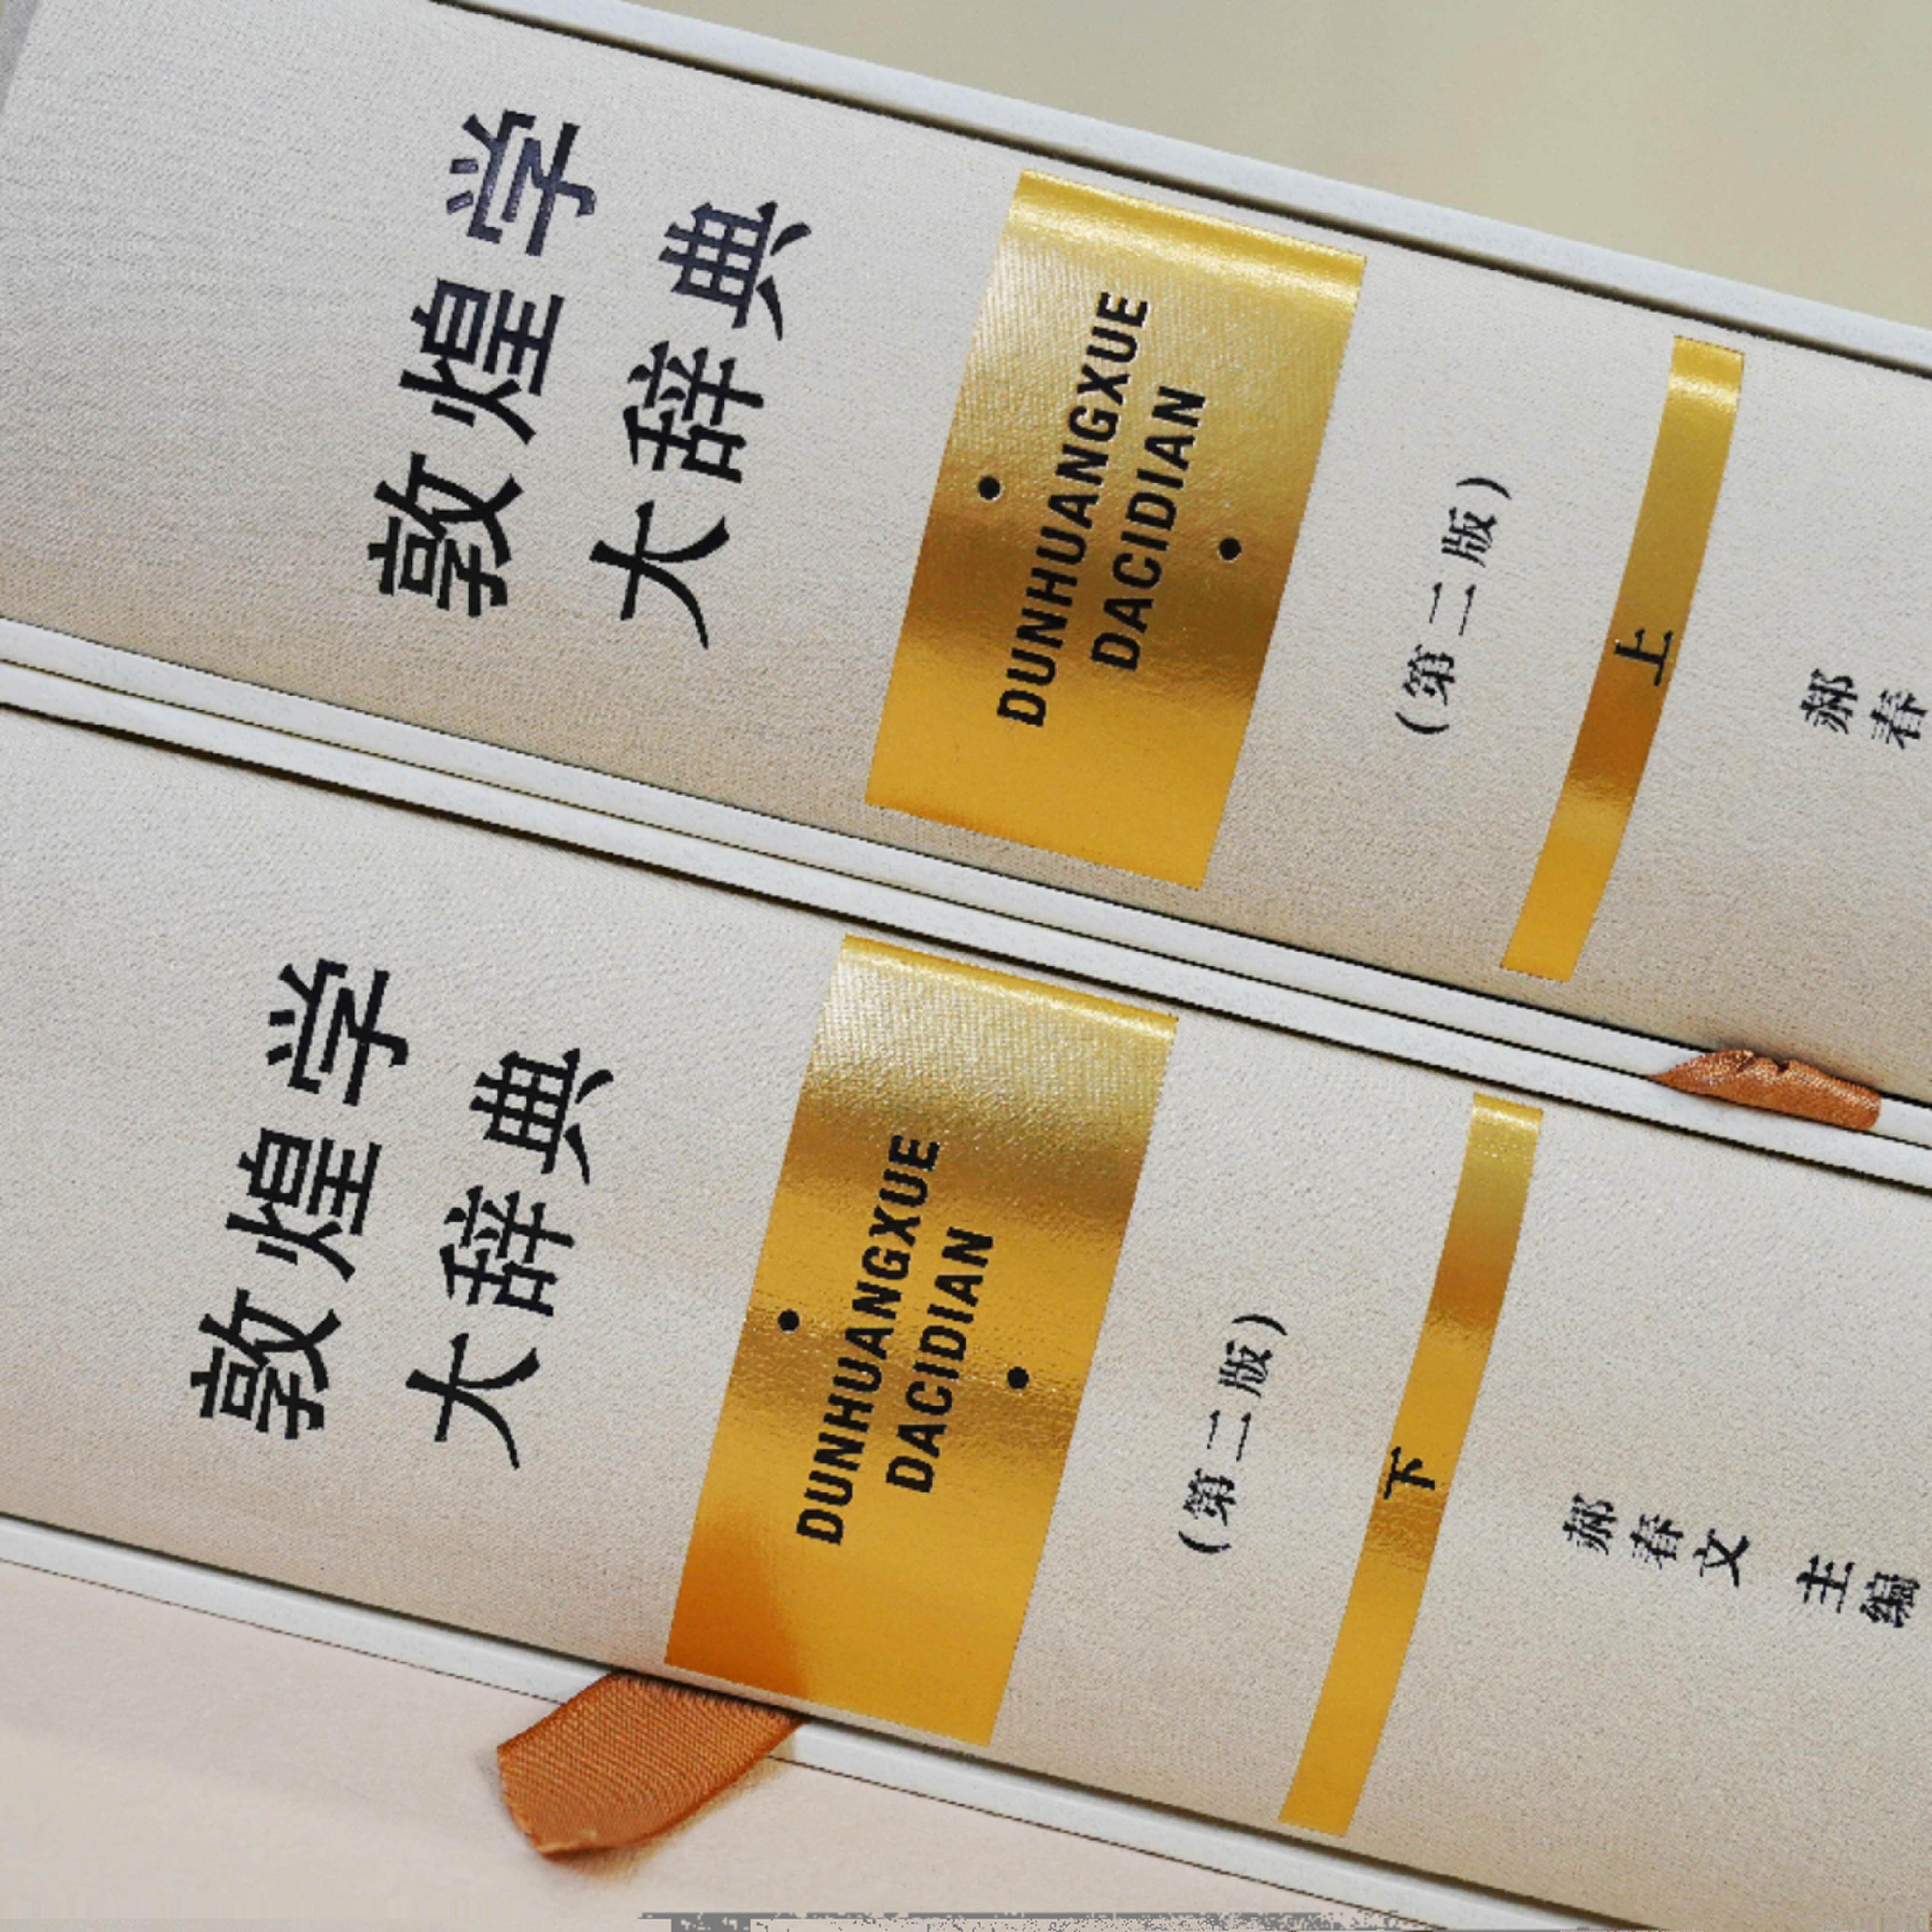 敦煌学
大辞典
DUNHUANGXUE
DACIDIAN
(第二版)
上
郝春
敦煌学
大辞典
DUNHUANGXUE
DACIDIAN
(第二版)
下
郝春文 主编